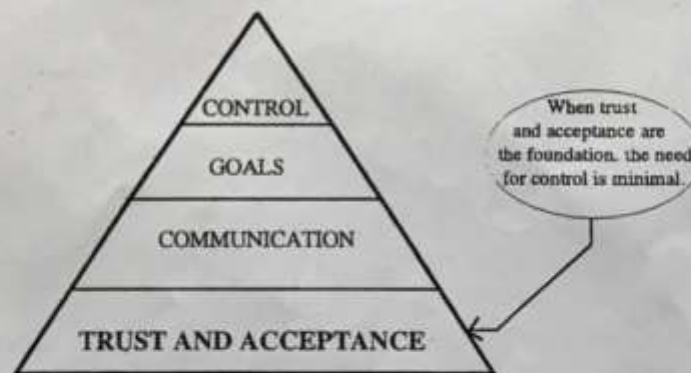 CONTROL
GOALS
COMMUNICATION
TRUST AND ACCEPTANCE
When trust
and acceptance are
the foundation, the need
for control is minimal.